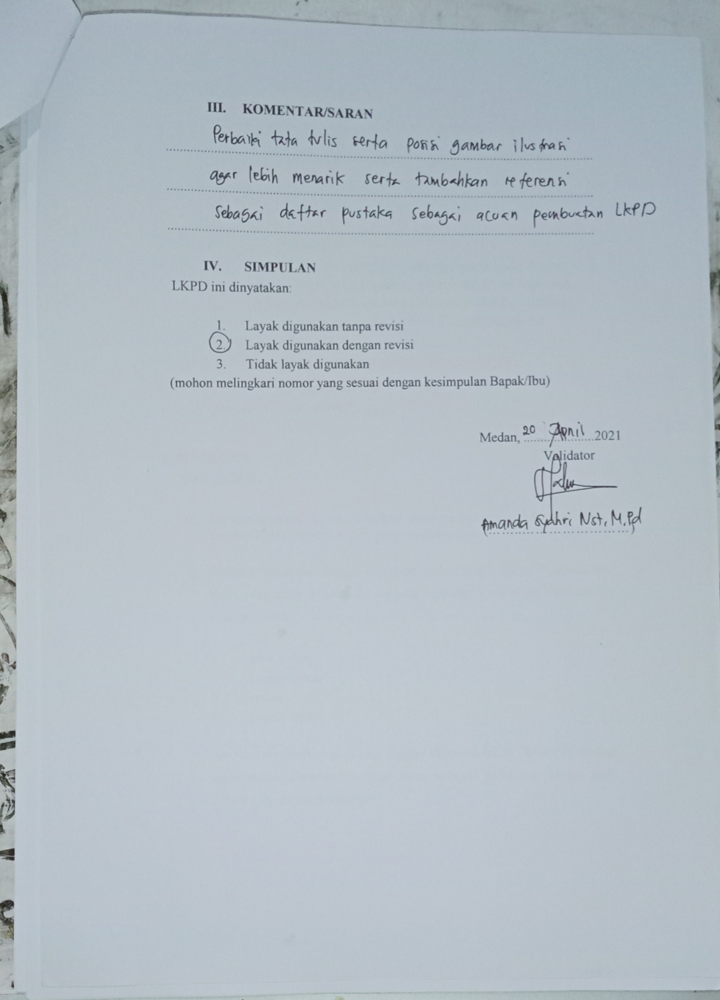 III. KOMENTAR/SARAN
Perbaiki tata tulis serta posisi gambar ilustrasi
agar lebih menarik serta tambahkan referensi
Sebagai daftar pustaka sebagai acuan pembuatan LKPD
IV. SIMPULAN
LKPD ini dinyatakan:
1. Layak digunakan tanpa revisi
2. Layak digunakan dengan revisi
3. Tidak layak digunakan
(mohon melingkari nomor yang sesuai dengan kesimpulan Bapak/Ibu)
Medan, 20 April 2021
Validator
Amanda Syahri Nst, M.Pd